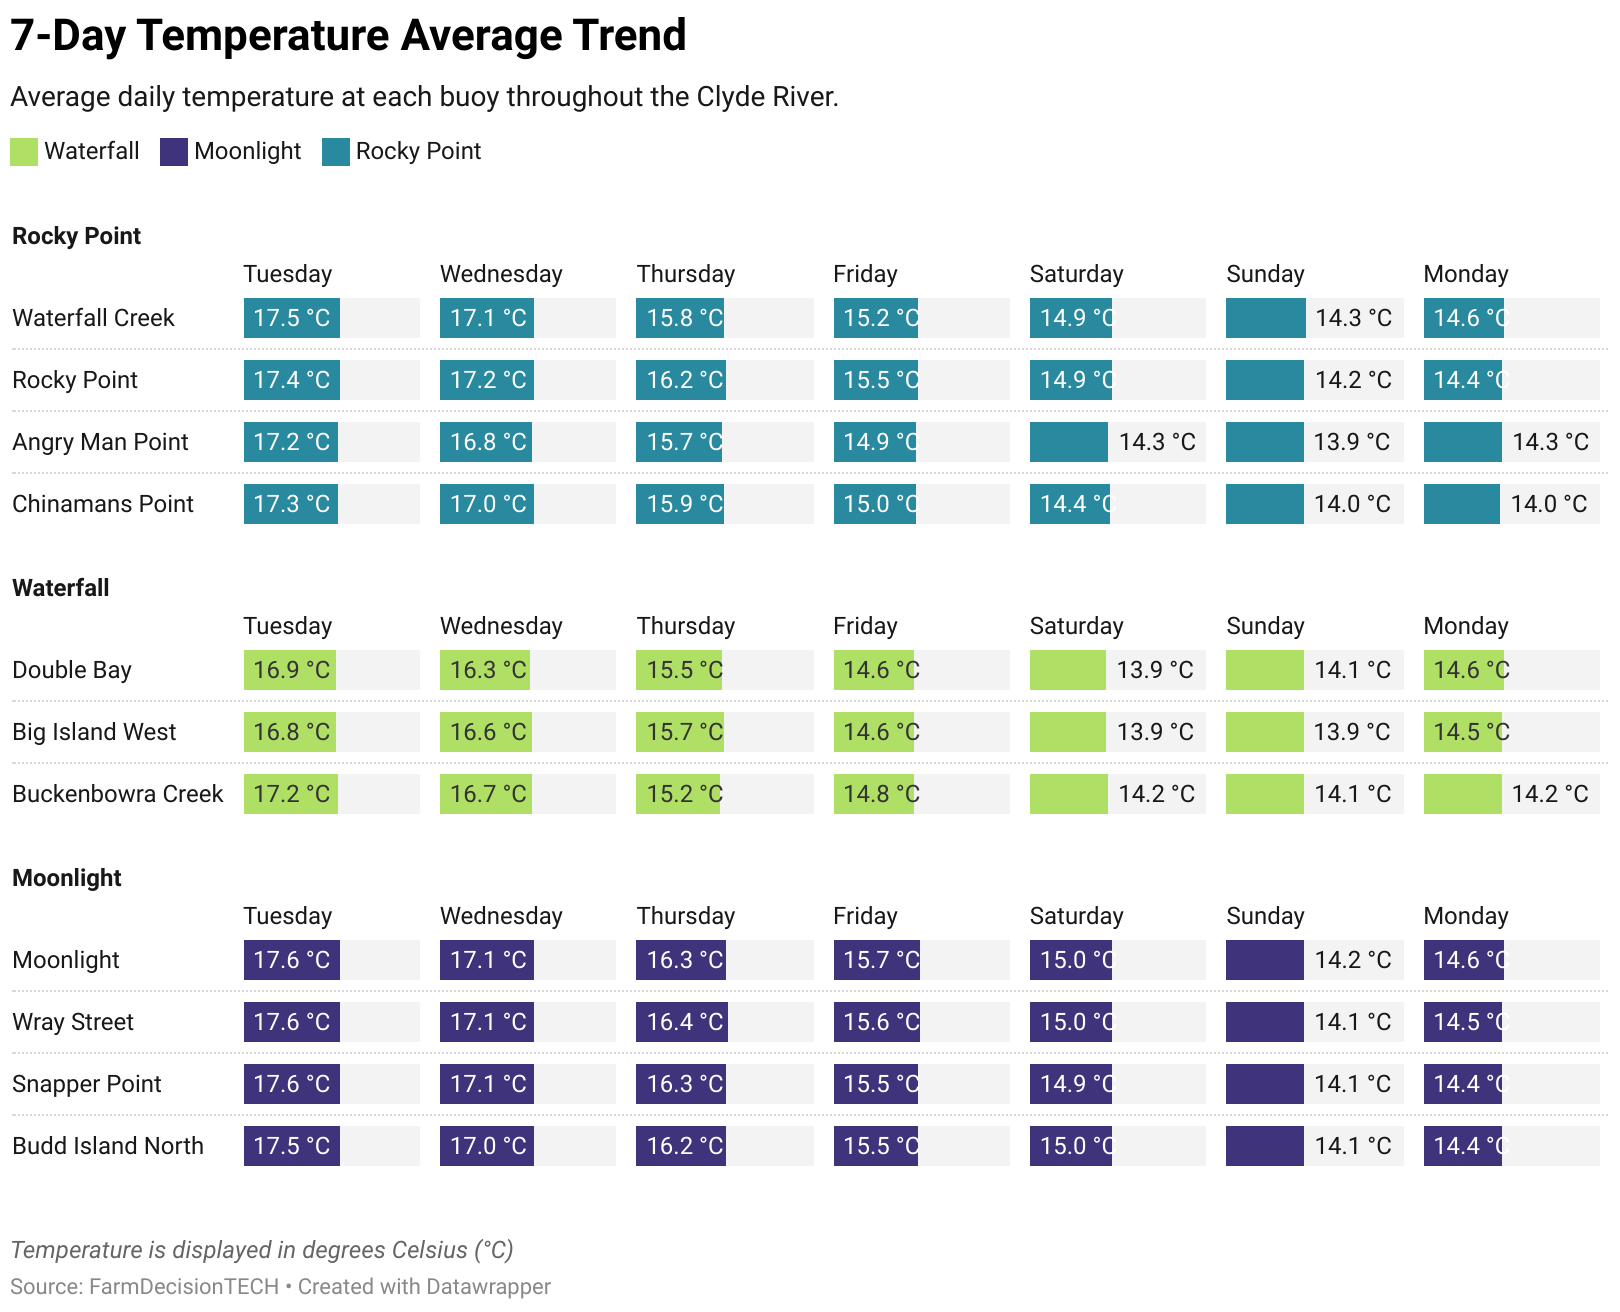 7-Day Temperature Average Trend
Average daily temperature at each buoy throughout the Clyde River.
Waterfall Moonlight Rocky Point
Rocky Point
Tuesday Wednesday Thursday Friday Saturday Sunday Monday
Waterfall Creek 17.5 °C 17.1 °C 15.8 °C 15.2 °C 14.9 °C 14.3 °C 14.6 °C
Rocky Point 17.4 °C 17.2 °C 16.2 °C 15.5 °C 14.9 °C 14.2 °C 14.4 °C
Angry Man Point 17.2 °C 16.8 °C 15.7 °C 14.9 °C 14.3 °C 13.9 °C 14.3 °C
Chinamans Point 17.3 °C 17.0 °C 15.9 °C 15.0 °C 14.4 °C 14.0 °C 14.0 °C
Waterfall
Tuesday Wednesday Thursday Friday Saturday Sunday Monday
Double Bay 16.9 °C 16.3 °C 15.5 °C 14.6 °C 13.9 °C 14.1 °C 14.6 °C
Big Island West 16.8 °C 16.6 °C 15.7 °C 14.6 °C 13.9 °C 13.9 °C 14.5 °C
Buckenbowra Creek 17.2 °C 16.7 °C 15.2 °C 14.8 °C 14.2 °C 14.1 °C 14.2 °C
Moonlight
Tuesday Wednesday Thursday Friday Saturday Sunday Monday
Moonlight 17.6 °C 17.1 °C 16.3 °C 15.7 °C 15.0 °C 14.2 °C 14.6 °C
Wray Street 17.6 °C 17.1 °C 16.4 °C 15.6 °C 15.0 °C 14.1 °C 14.5 °C
Snapper Point 17.6 °C 17.1 °C 16.3 °C 15.5 °C 14.9 °C 14.1 °C 14.4 °C
Budd Island North 17.5 °C 17.0 °C 16.2 °C 15.5 °C 15.0 °C 14.1 °C 14.4 °C
Temperature is displayed in degrees Celsius (°C)
Source: FarmDecisionTECH • Created with Datawrapper